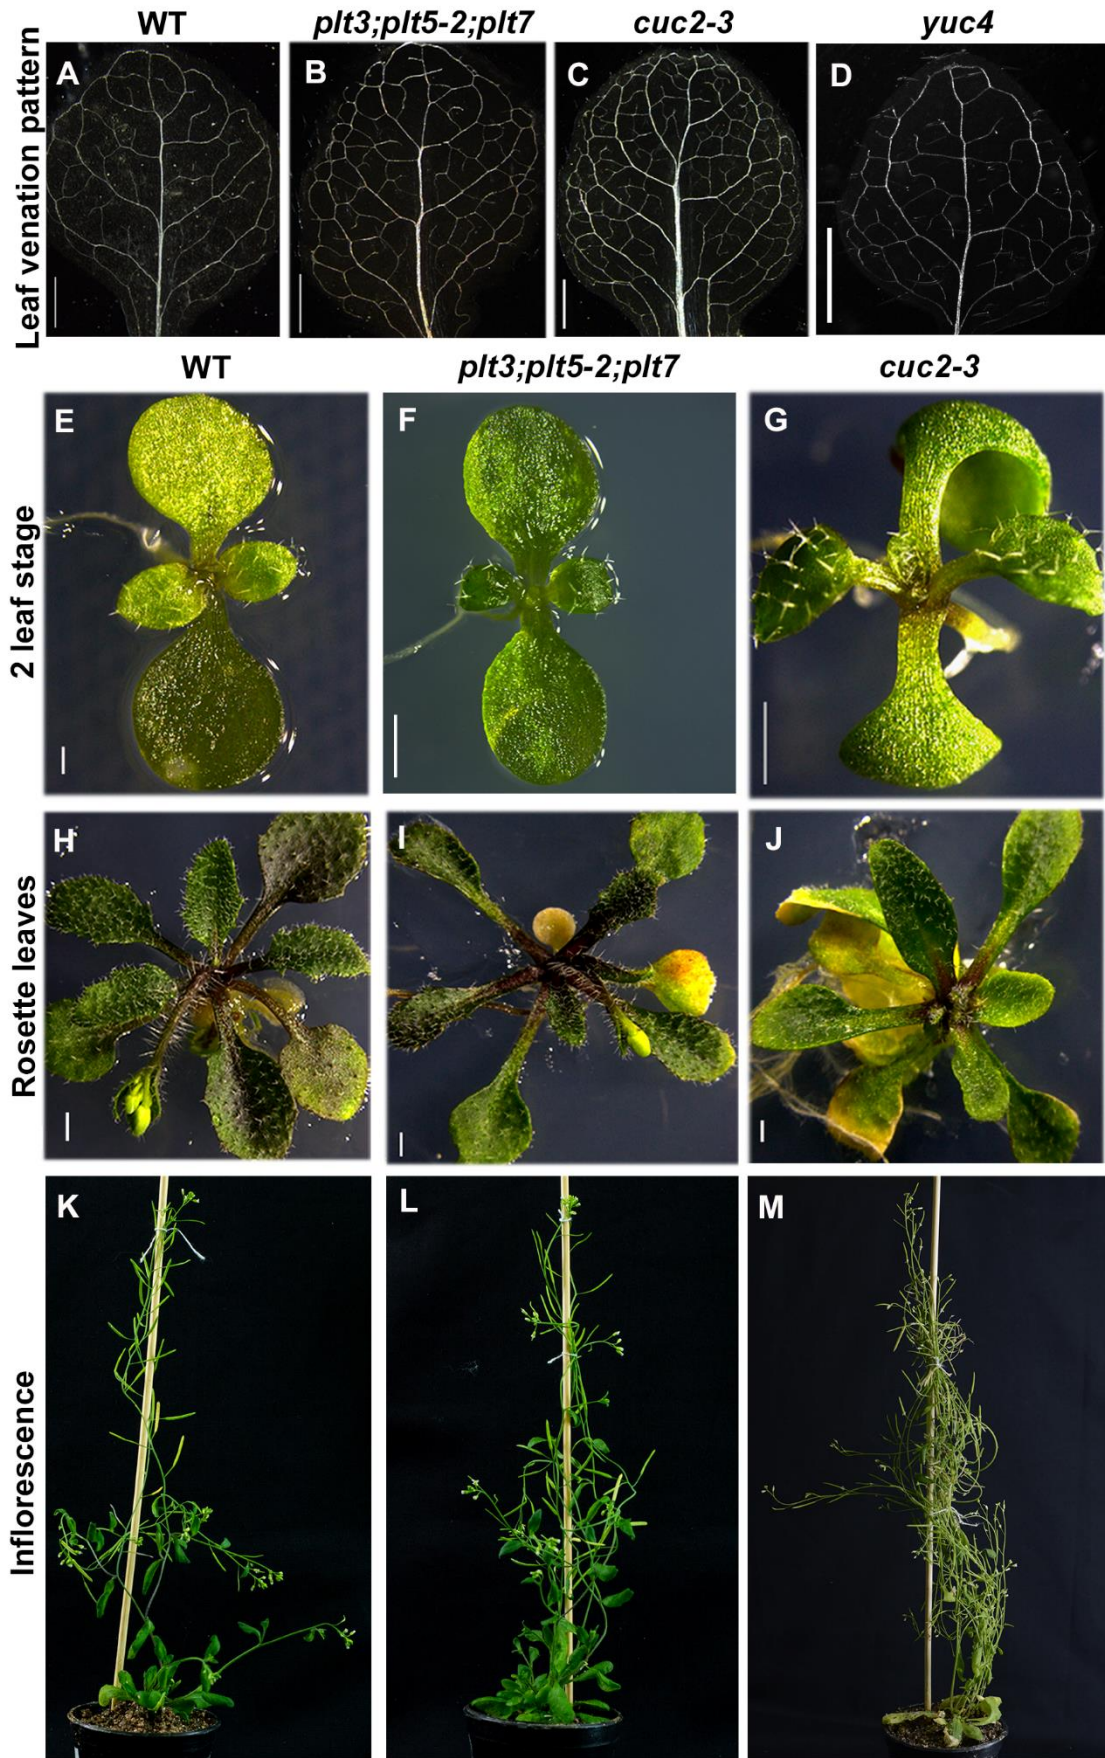 WT plt3;plt5-2;plt7 cuc2-3 yuc4
Leaf venation pattern
A B C D
WT plt3;plt5-2;plt7 cuc2-3
2 leaf stage
E F G
Rosette leaves
H I J
Inflorescence
K L M